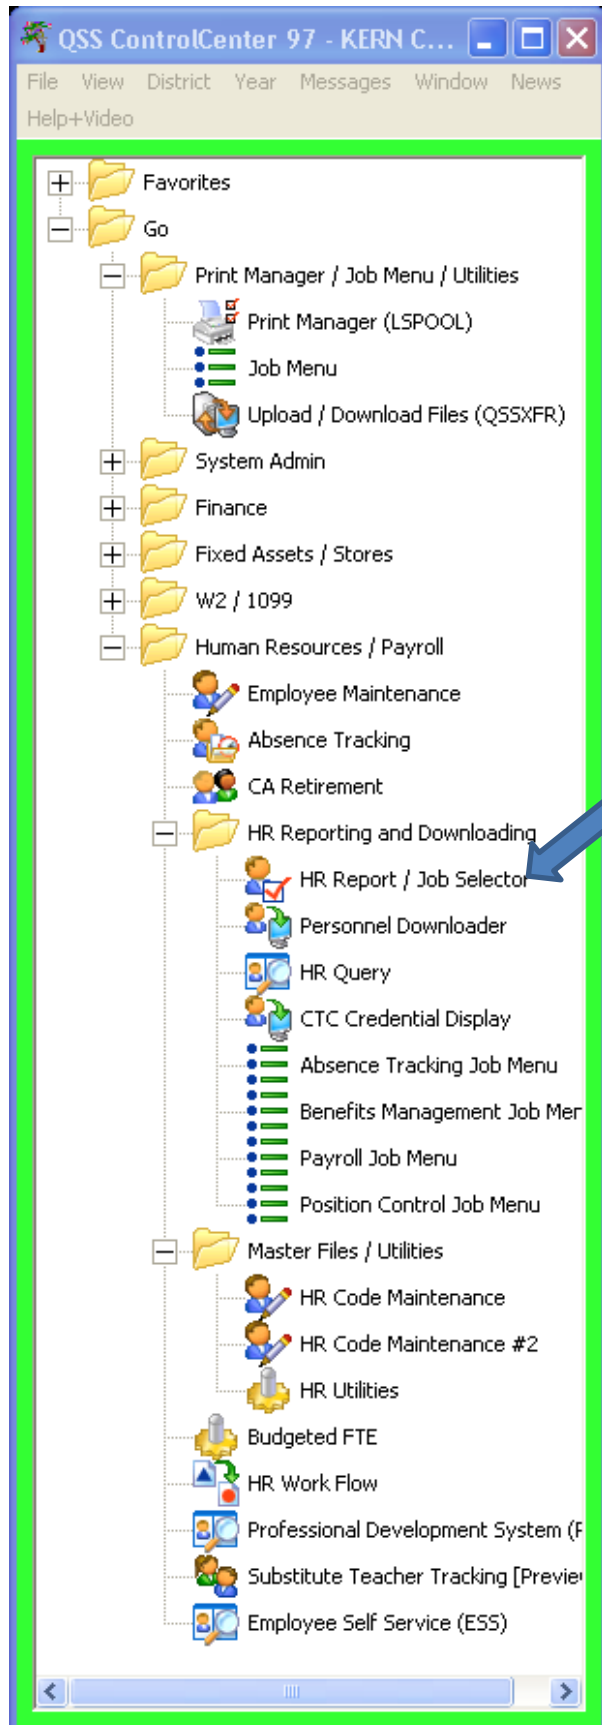 QSS ControlCenter 97 - KERN C...
File View District Year Messages Window News
Help+Video
Favorites
Go
Print Manager / Job Menu / Utilities
Print Manager (LSPOOL)
Job Menu
Upload / Download Files (QSSXFR)
System Admin
Finance
Fixed Assets / Stores
W2 / 1099
Human Resources / Payroll
Employee Maintenance
Absence Tracking
CA Retirement
HR Reporting and Downloading
HR Report / Job Selector
Personnel Downloader
HR Query
CTC Credential Display
Absence Tracking Job Menu
Benefits Management Job Mer
Payroll Job Menu
Position Control Job Menu
Master Files / Utilities
HR Code Maintenance
HR Code Maintenance #2
HR Utilities
Budgeted FTE
HR Work Flow
Professional Development System (F
Substitute Teacher Tracking [Previe
Employee Self Service (ESS)